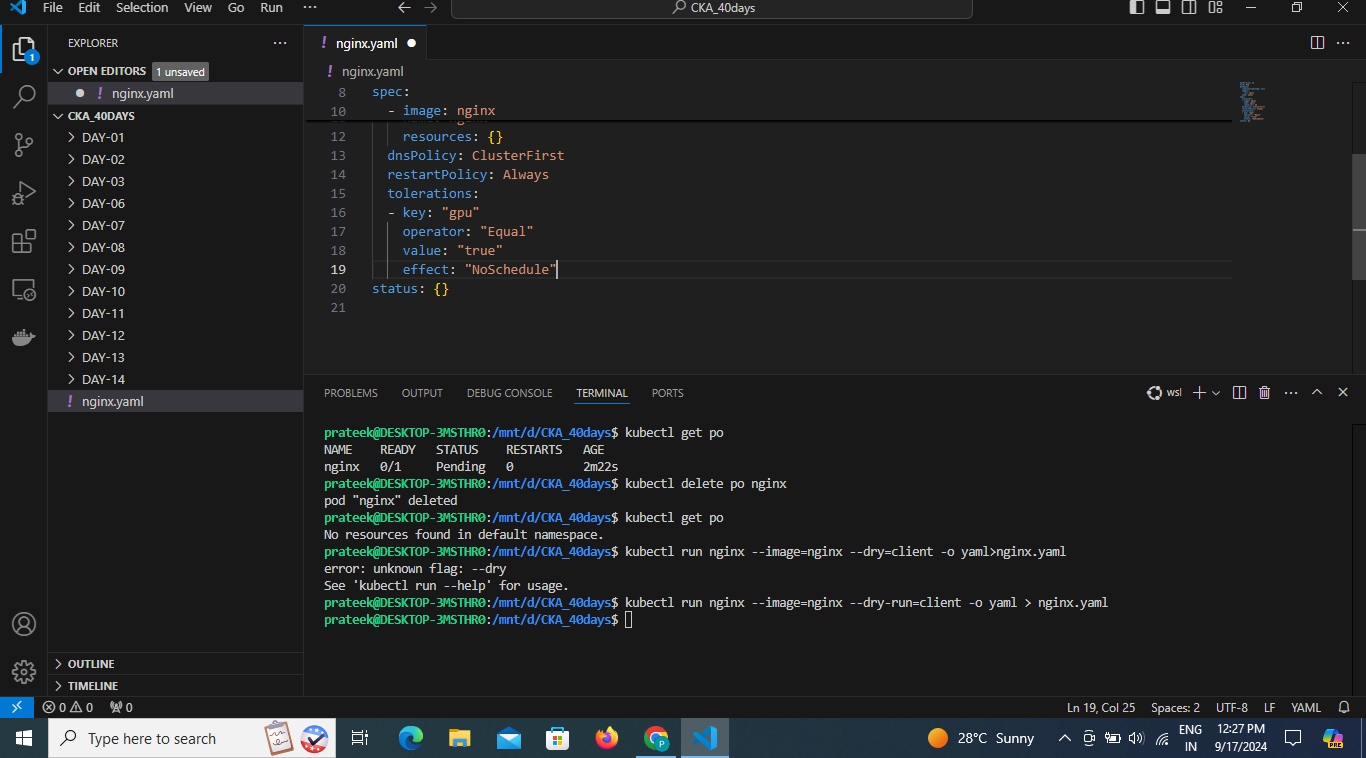 File Edit Selection View Go Run ···
CKA_40days
EXPLORER ···
OPEN EDITORS 1 unsaved
! nginx.yaml
CKA_40DAYS
DAY-01
DAY-02
DAY-03
DAY-06
DAY-07
DAY-08
DAY-09
DAY-10
DAY-11
DAY-12
DAY-13
DAY-14
! nginx.yaml
OUTLINE
TIMELINE
1
! nginx.yaml ●
! nginx.yaml
8 spec:
10 - image: nginx
12 resources: {}
13 dnsPolicy: ClusterFirst
14 restartPolicy: Always
15 tolerations:
16 - key: "gpu"
17 operator: "Equal"
18 value: "true"
19 effect: "NoSchedule"
20 status: {}
21
PROBLEMS OUTPUT DEBUG CONSOLE TERMINAL PORTS wsl
prateek@DESKTOP-3MSTHR0:/mnt/d/CKA_40days$ kubectl get po
NAME READY STATUS RESTARTS AGE
nginx 0/1 Pending 0 2m22s
prateek@DESKTOP-3MSTHR0:/mnt/d/CKA_40days$ kubectl delete po nginx
pod "nginx" deleted
prateek@DESKTOP-3MSTHR0:/mnt/d/CKA_40days$ kubectl get po
No resources found in default namespace.
prateek@DESKTOP-3MSTHR0:/mnt/d/CKA_40days$ kubectl run nginx --image=nginx --dry=client -o yaml>nginx.yaml
error: unknown flag: --dry
See 'kubectl run --help' for usage.
prateek@DESKTOP-3MSTHR0:/mnt/d/CKA_40days$ kubectl run nginx --image=nginx --dry-run=client -o yaml > nginx.yaml
prateek@DESKTOP-3MSTHR0:/mnt/d/CKA_40days$
0 0 0 Ln 19, Col 25 Spaces: 2 UTF-8 LF YAML
Type here to search
P
28°C Sunny
ENG
IN
12:27 PM
9/17/2024
PRE